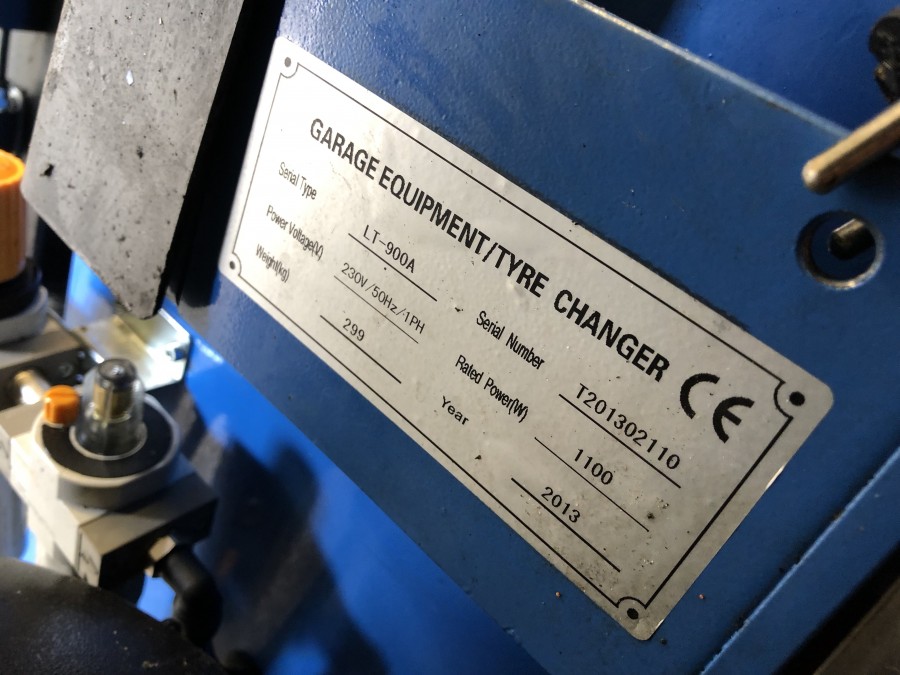 GARAGE EQUIPMENT/TYRE CHANGER CE
Serial Type LT-900A Serial Number T201302110
Power Voltage(V) 230V/50Hz/1PH Rated Power(W) 1100
Weight(kg) 299 Year 2013